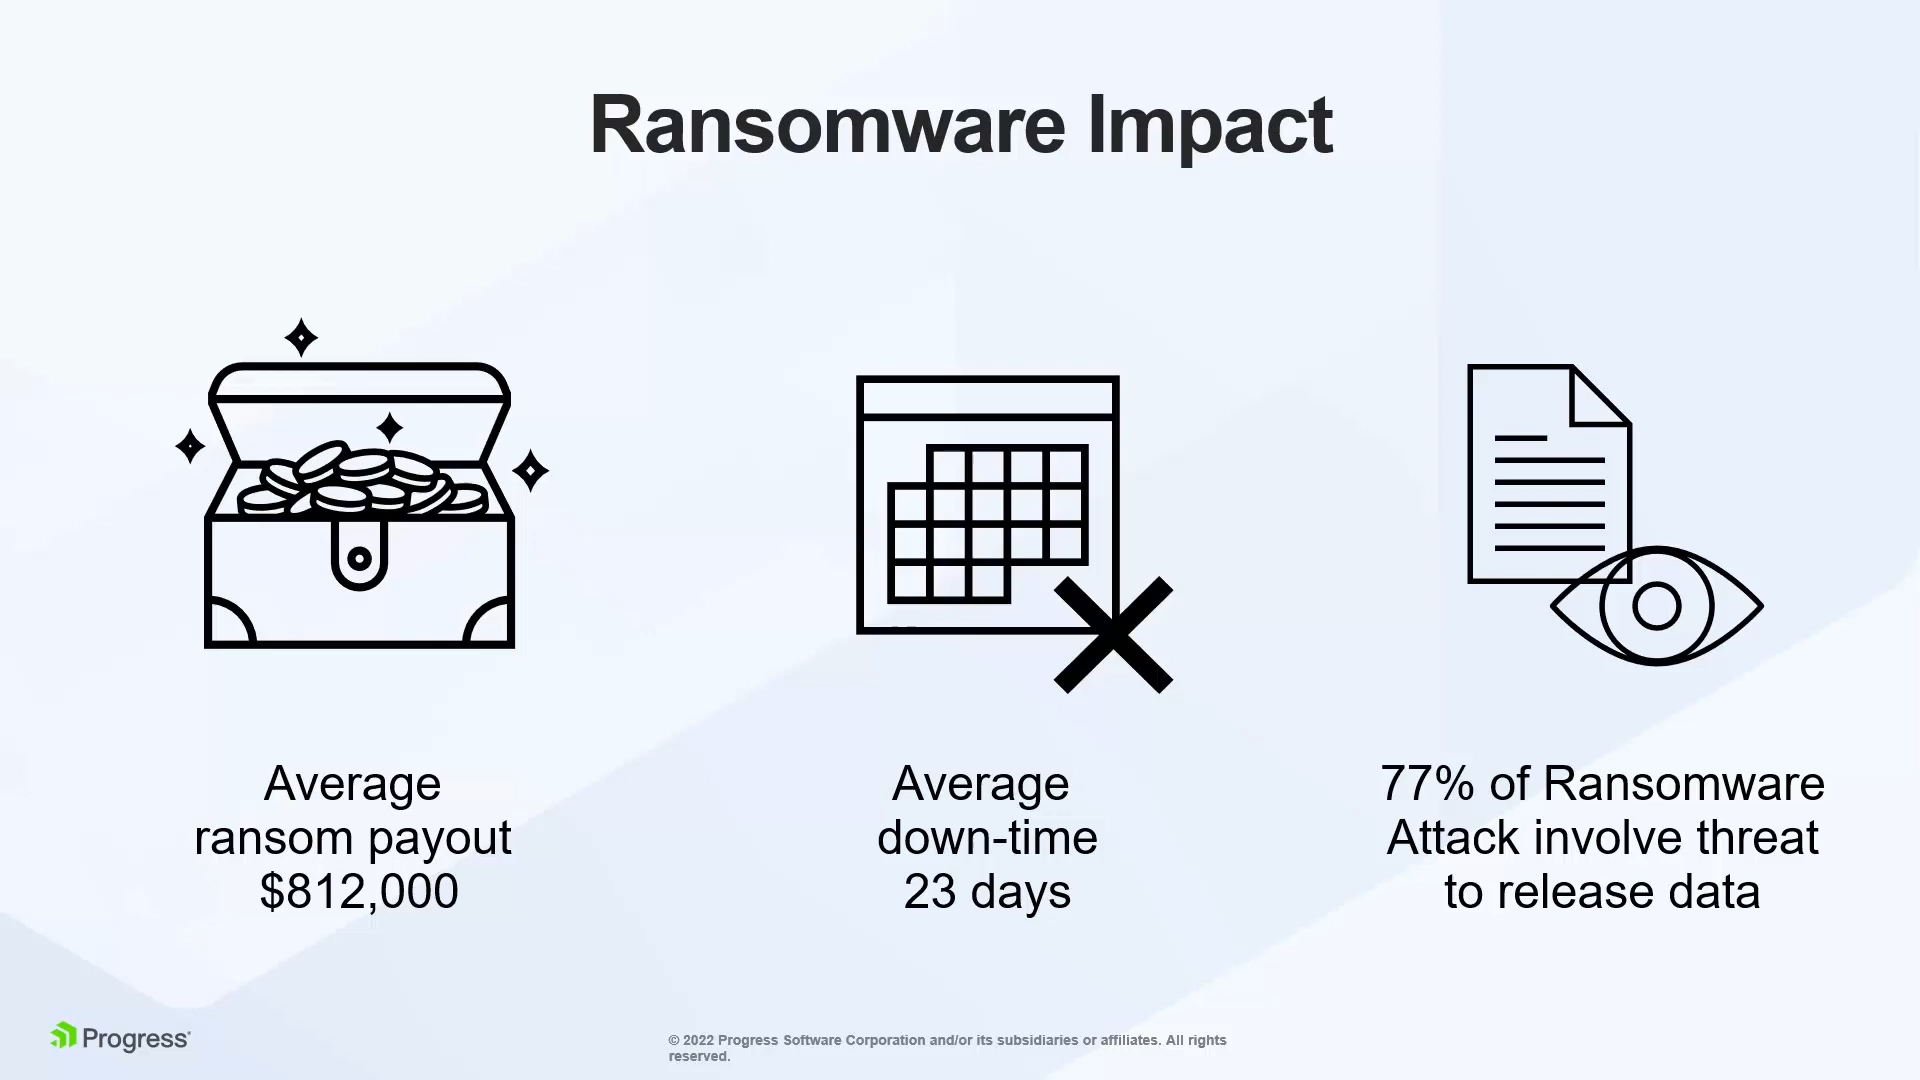 Ransomware Impact
Average
ransom payout
$812,000
Average
down-time
23 days
77% of Ransomware
Attack involve threat
to release data
Progress
© 2022 Progress Software Corporation and/or its subsidiaries or affiliates. All rights
reserved.